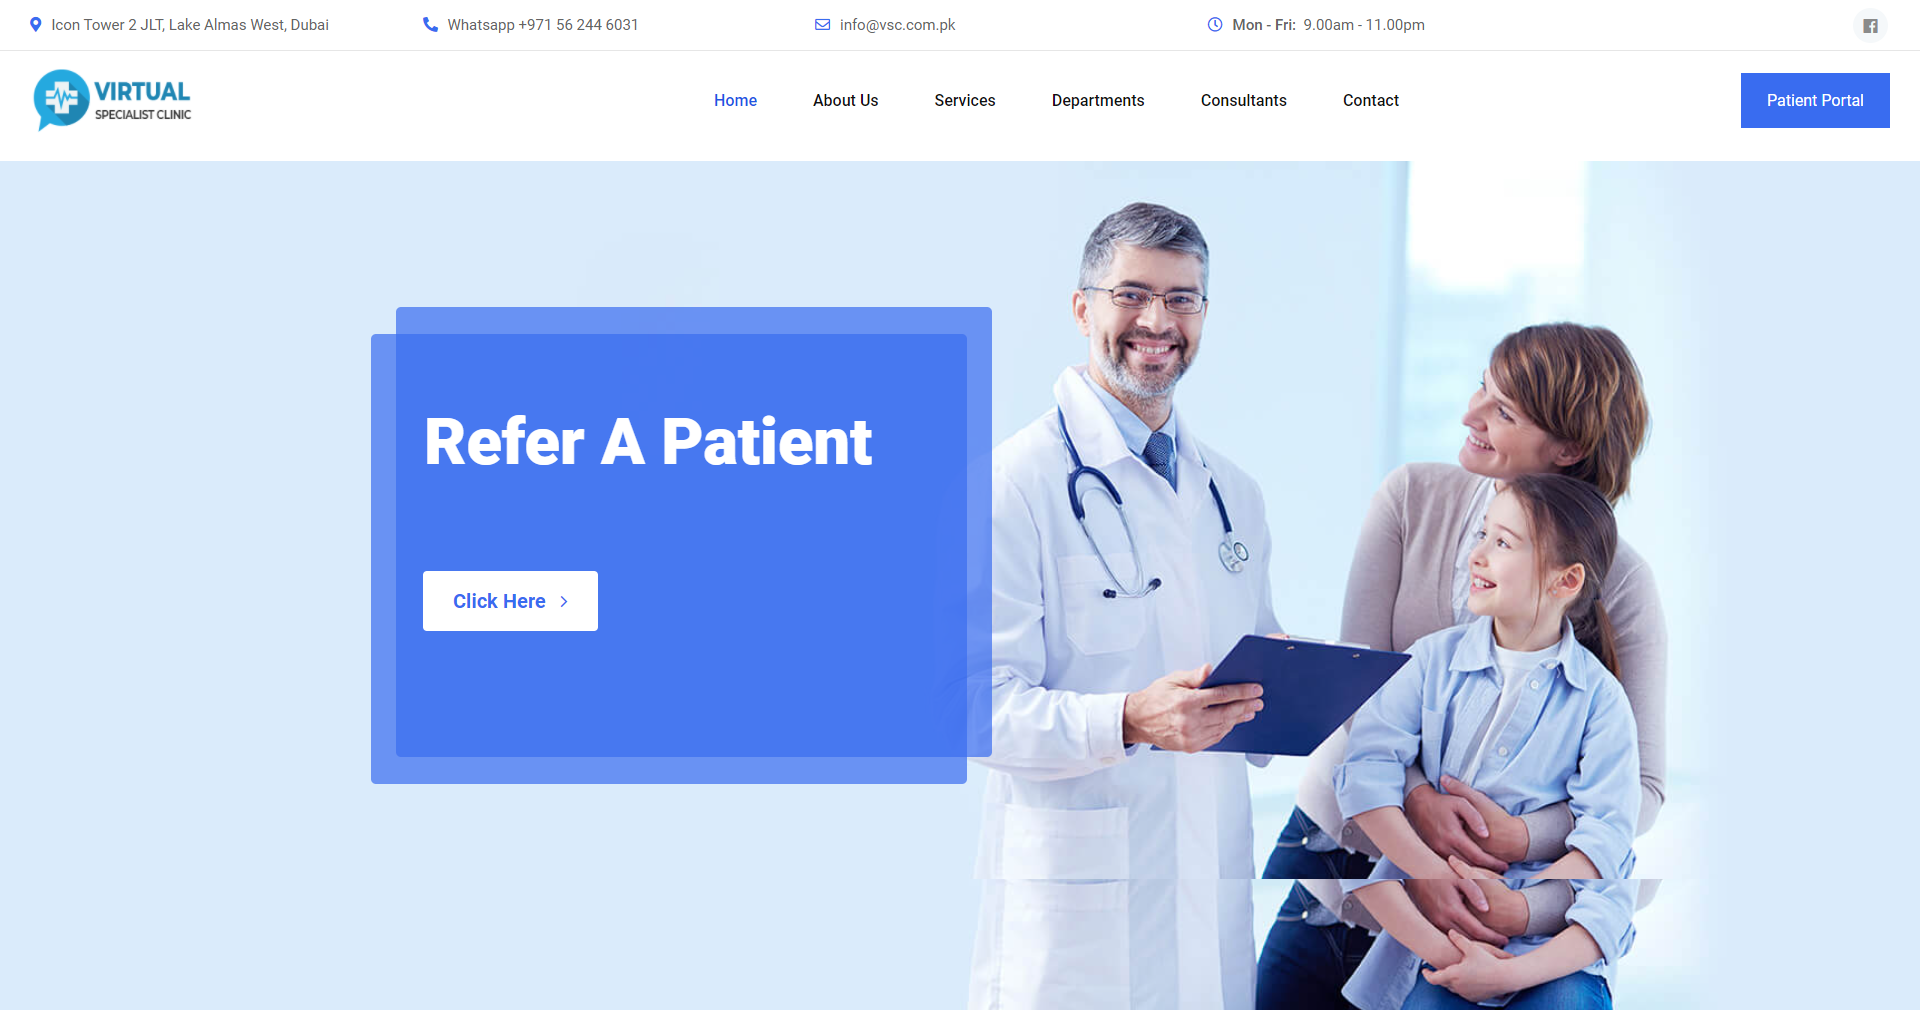 Icon Tower 2 JLT, Lake Almas West, Dubai
Whatsapp +971 56 244 6031
info@vsc.com.pk
Mon - Fri: 9.00am - 11.00pm
VIRTUAL
SPECIALIST CLINIC
Home
About Us
Services
Departments
Consultants
Contact
Patient Portal
Refer A Patient
Click Here